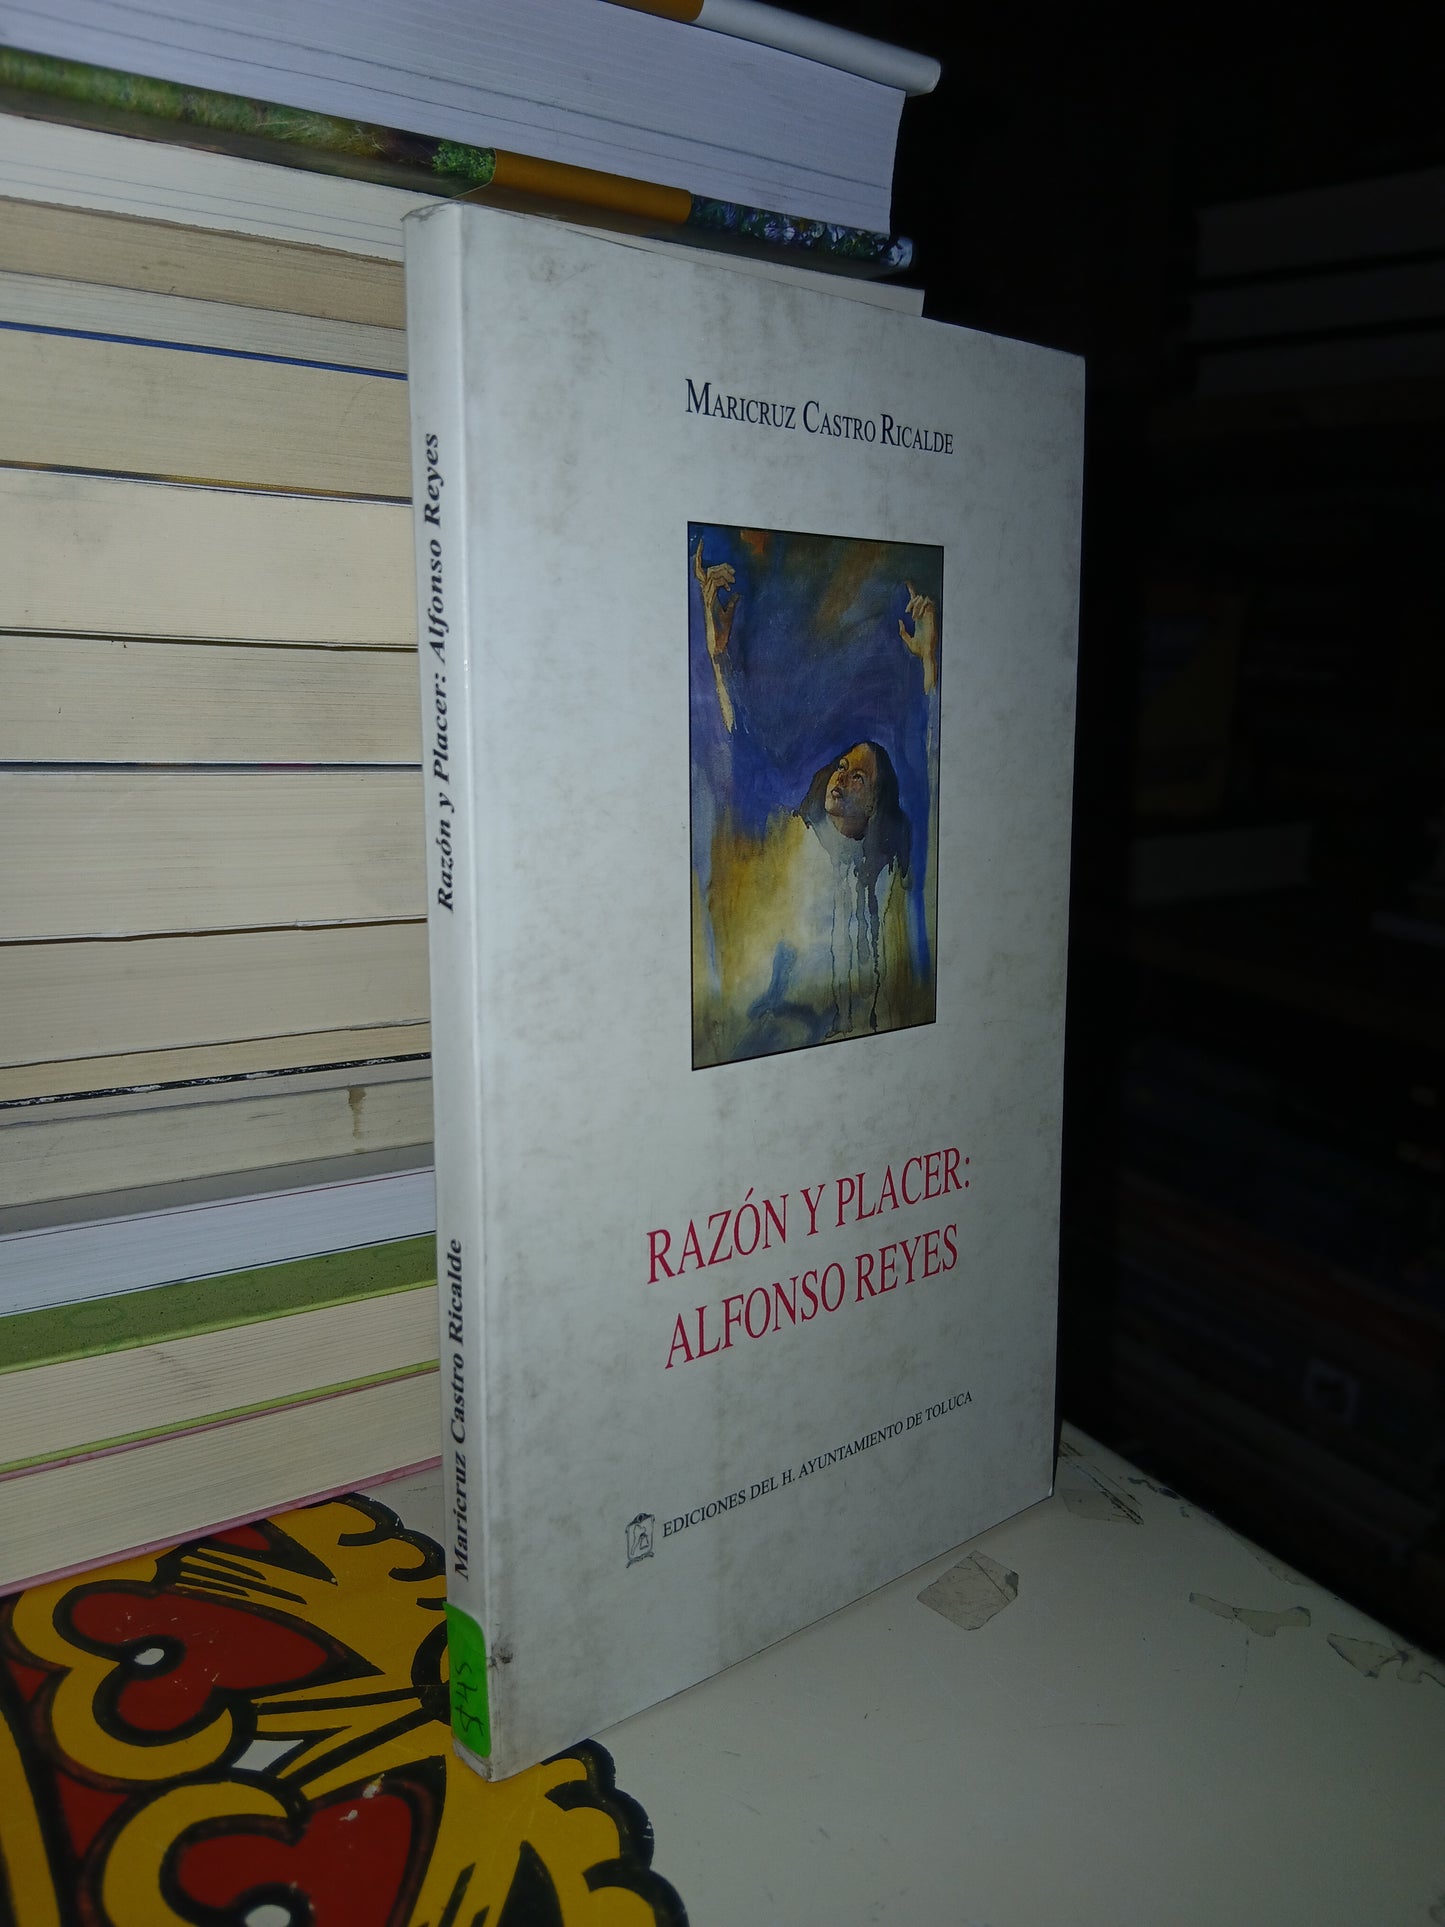 MARICRUZ CASTRO RICALDE
RAZÓN Y PLACER:
ALFONSO REYES
EDICIONES DEL H. AYUNTAMIENTO DE TOLUCA
Maricruz Castro Ricalde
Razón y Placer: Alfonso Reyes
$45